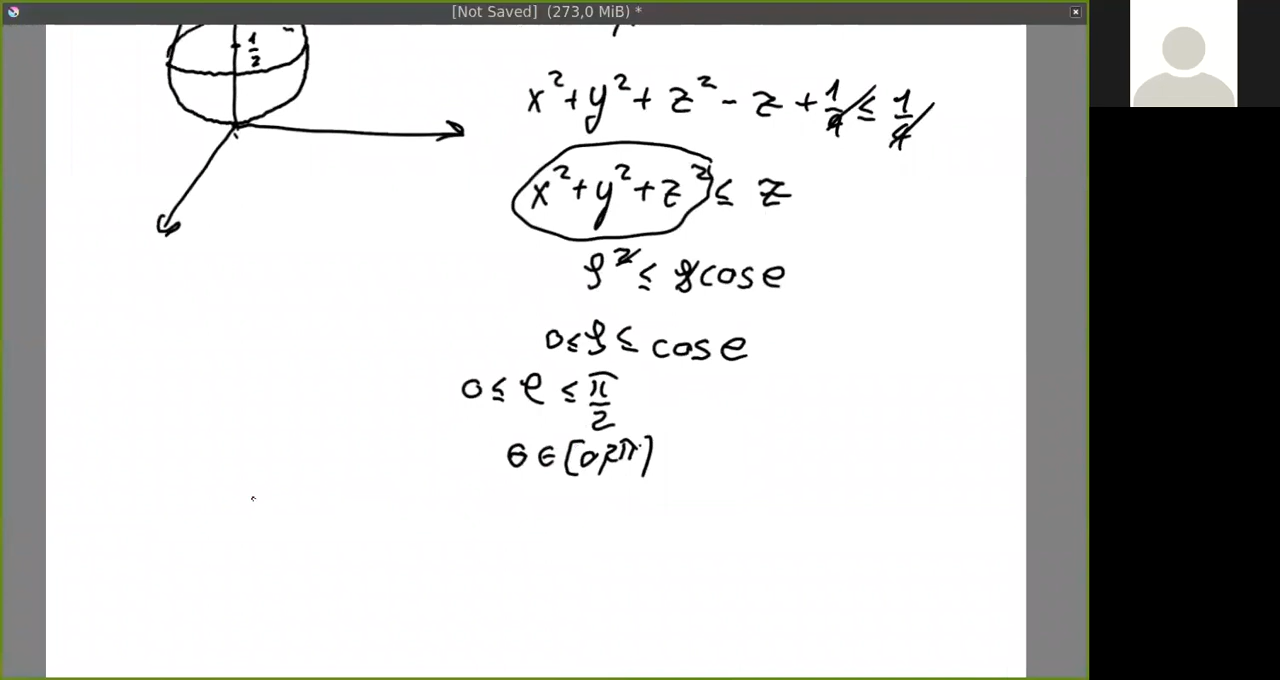 [Not Saved] (273,0 MiB) *
1/2
x² + y² + z² - z + 1/4 ≤ 1/4
x² + y² + z² ≤ z
ρ² ≤ ρ cos φ
0 ≤ ρ ≤ cos φ
0 ≤ φ ≤ π/2
θ ∈ [0, 2π]